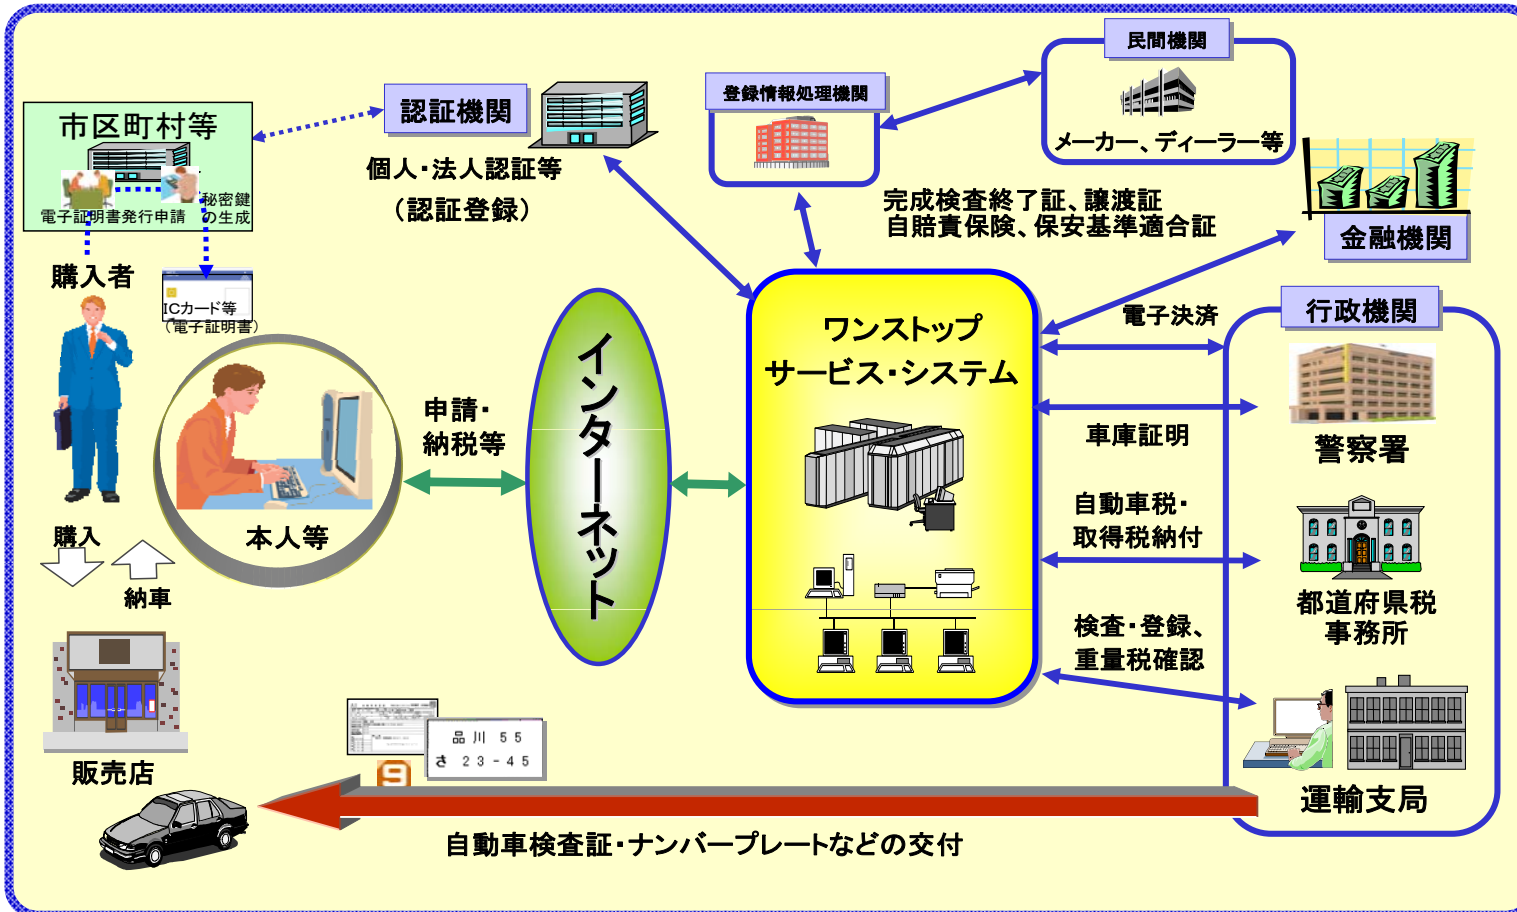 民間機関
登録情報処理機関
認証機関
市区町村等
メーカー、ディーラー等
個人・法人認証等
（認証登録）
秘密鍵
の生成
電子証明書発行申請
完成検査終了証、譲渡証
自賠責保険、保安基準適合証
金融機関
購入者
ICカード等
（電子証明書）
電子決済
行政機関
ワンストップ
サービス・システム
インターネット
申請・
納税等
車庫証明
警察署
自動車税・
取得税納付
本人等
購入
納車
都道府県税
事務所
検査・登録、
重量税確認
品川 55
さ 23-45
9
販売店
運輸支局
自動車検査証・ナンバープレートなどの交付